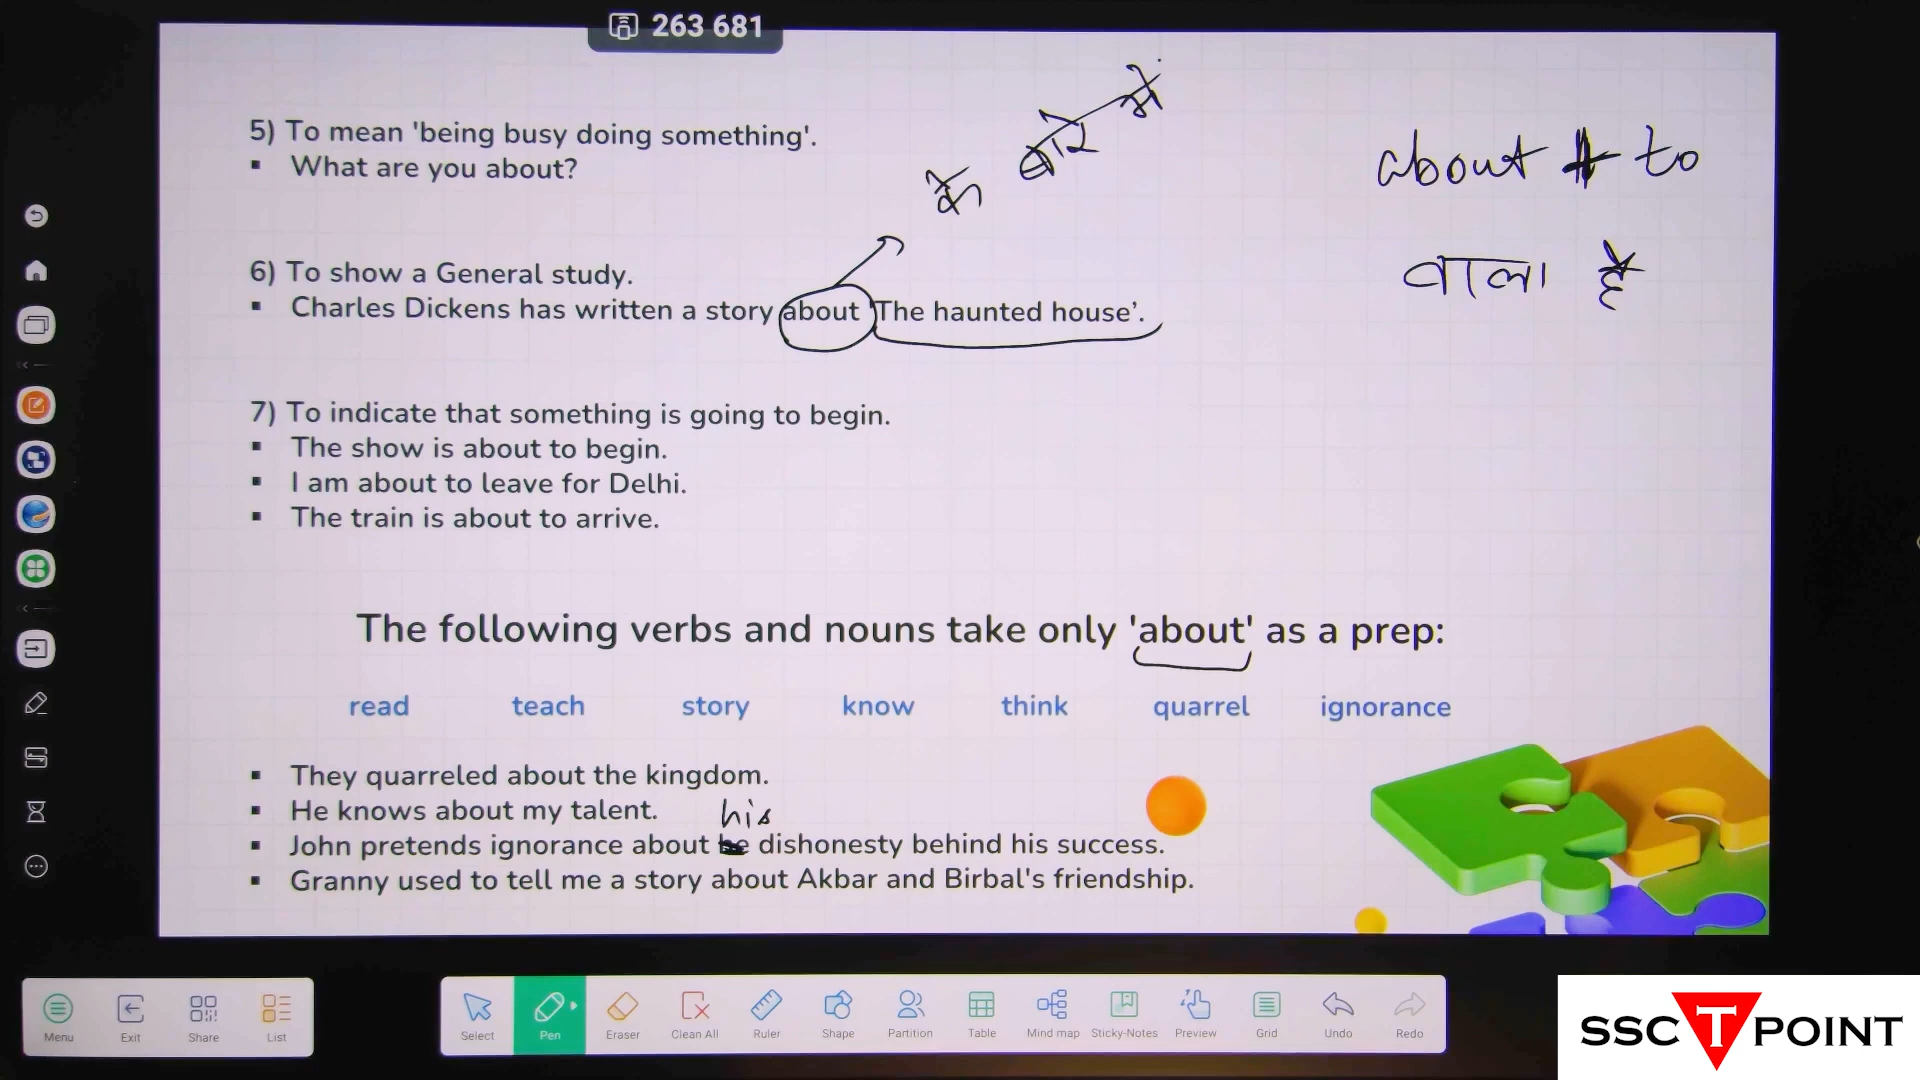 263 681
5) To mean 'being busy doing something'.
▪ What are you about?
के बारे में
about to
वाला है
6) To show a General study.
▪ Charles Dickens has written a story about 'The haunted house'.
7) To indicate that something is going to begin.
▪ The show is about to begin.
▪ I am about to leave for Delhi.
▪ The train is about to arrive.
The following verbs and nouns take only 'about' as a prep:
read teach story know think quarrel ignorance
▪ They quarreled about the kingdom.
▪ He knows about my talent.
his
▪ John pretends ignorance about he dishonesty behind his success.
▪ Granny used to tell me a story about Akbar and Birbal's friendship.
Menu Exit Share List
Select Pen Eraser Clean All Ruler Shape Partition Table Mind map Sticky-Notes Preview Grid Undo Redo
SSC T POINT